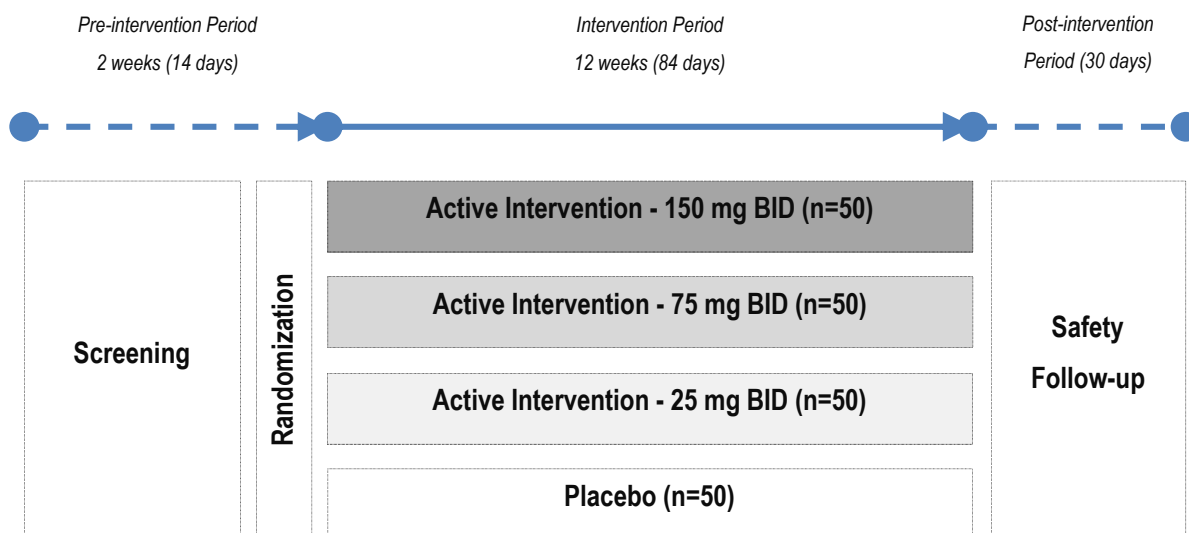 Pre-intervention Period
2 weeks (14 days)
Intervention Period
12 weeks (84 days)
Post-intervention
Period (30 days)
Screening
Randomization
Active Intervention - 150 mg BID (n=50)
Active Intervention - 75 mg BID (n=50)
Active Intervention - 25 mg BID (n=50)
Placebo (n=50)
Safety
Follow-up